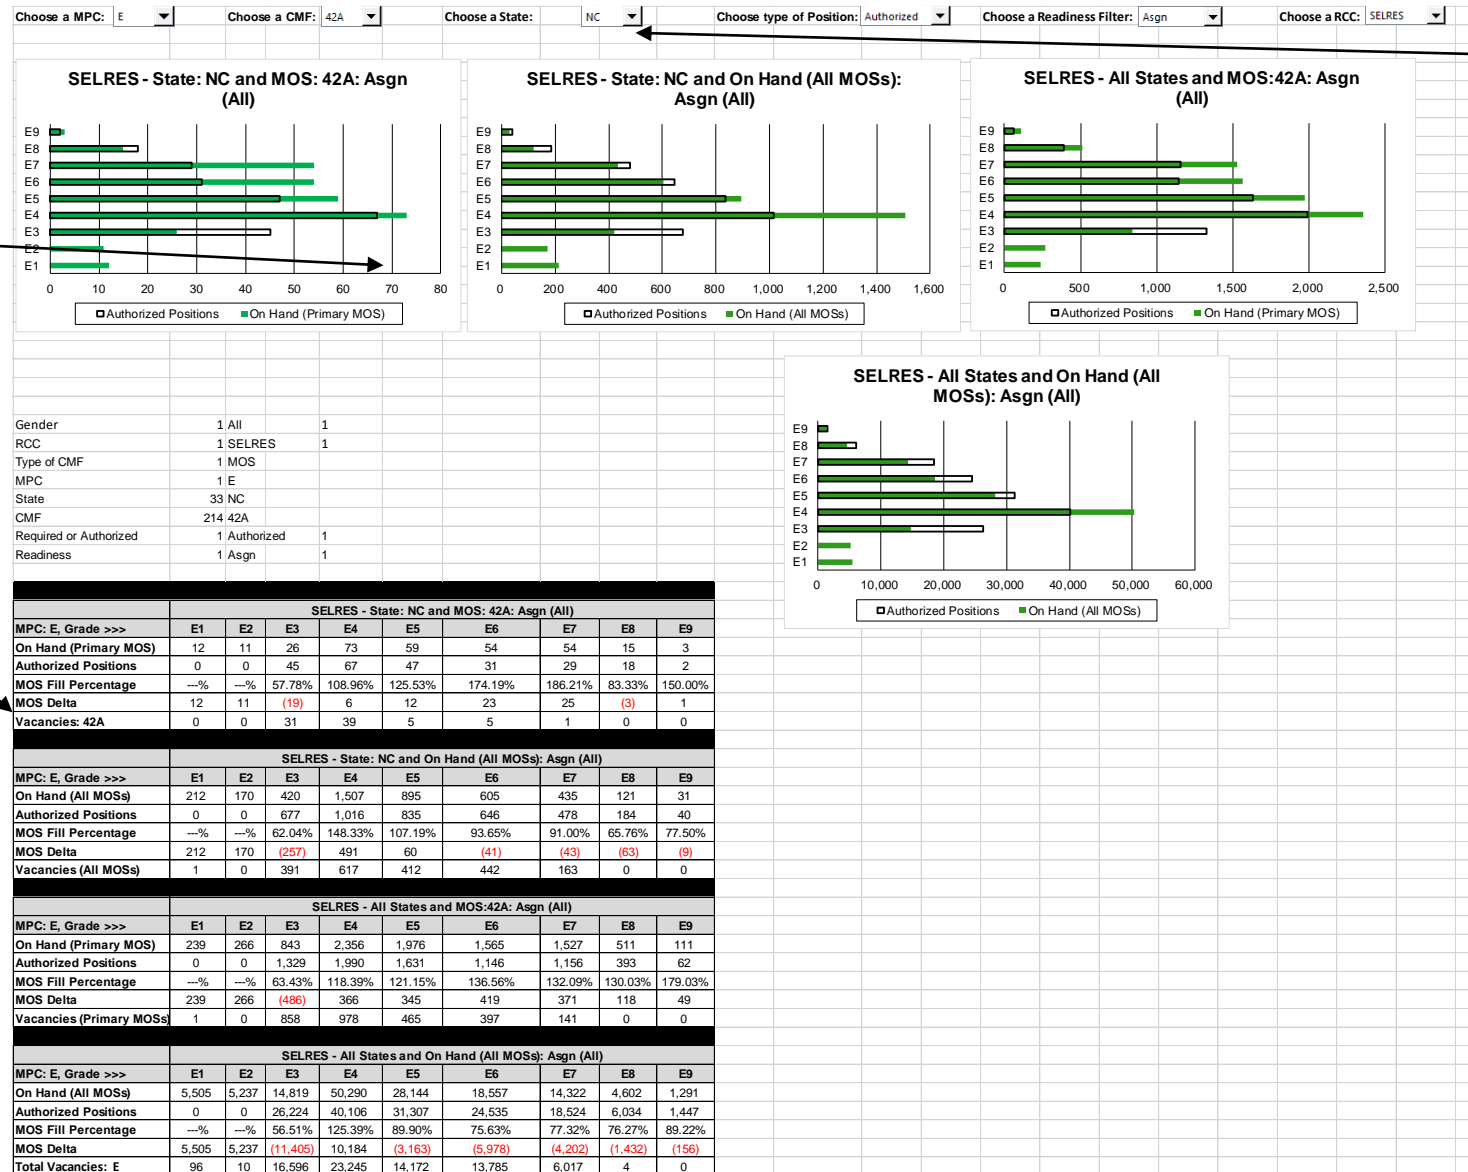 Choose a MPC: E Choose a CMF: 42A Choose a State: NC Choose type of Position: Authorized Choose a Readiness Filter: Asgn Choose a RCC: SELRES
SELRES - State: NC and MOS: 42A: Asgn
(All)
E9
E8
E7
E6
E5
E4
E3
E2
E1
0 10 20 30 40 50 60 70 80
Authorized Positions On Hand (Primary MOS)
SELRES - State: NC and On Hand (All MOSs):
Asgn (All)
E9
E8
E7
E6
E5
E4
E3
E2
E1
0 200 400 600 800 1,000 1,200 1,400 1,600
Authorized Positions On Hand (All MOSs)
SELRES - All States and MOS:42A: Asgn
(All)
E9
E8
E7
E6
E5
E4
E3
E2
E1
0 500 1,000 1,500 2,000 2,500
Authorized Positions On Hand (Primary MOS)
SELRES - All States and On Hand (All
MOSs): Asgn (All)
E9
E8
E7
E6
E5
E4
E3
E2
E1
0 10,000 20,000 30,000 40,000 50,000 60,000
Authorized Positions On Hand (All MOSs)
Gender 1 All 1
RCC 1 SELRES 1
Type of CMF 1 MOS
MPC 1 E
State 33 NC
CMF 214 42A
Required or Authorized 1 Authorized 1
Readiness 1 Asgn 1
SELRES - State: NC and MOS: 42A: Asgn (All)
MPC: E, Grade >>> E1 E2 E3 E4 E5 E6 E7 E8 E9
On Hand (Primary MOS) 12 11 26 73 59 54 54 15 3
Authorized Positions 0 0 45 67 47 31 29 18 2
MOS Fill Percentage ---% ---% 57.78% 108.96% 125.53% 174.19% 186.21% 83.33% 150.00%
MOS Delta 12 11 (19) 6 12 23 25 (3) 1
Vacancies: 42A 0 0 31 39 5 5 1 0 0
SELRES - State: NC and On Hand (All MOSs): Asgn (All)
MPC: E, Grade >>> E1 E2 E3 E4 E5 E6 E7 E8 E9
On Hand (All MOSs) 212 170 420 1,507 895 605 435 121 31
Authorized Positions 0 0 677 1,016 835 646 478 184 40
MOS Fill Percentage ---% ---% 62.04% 148.33% 107.19% 93.65% 91.00% 65.76% 77.50%
MOS Delta 212 170 (257) 491 60 (41) (43) (63) (9)
Vacancies (All MOSs) 1 0 391 617 412 442 163 0 0
SELRES - All States and MOS:42A: Asgn (All)
MPC: E, Grade >>> E1 E2 E3 E4 E5 E6 E7 E8 E9
On Hand (Primary MOS) 239 266 843 2,356 1,976 1,565 1,527 511 111
Authorized Positions 0 0 1,329 1,990 1,631 1,146 1,156 393 62
MOS Fill Percentage ---% ---% 63.43% 118.39% 121.15% 136.56% 132.09% 130.03% 179.03%
MOS Delta 239 266 (486) 366 345 419 371 118 49
Vacancies (Primary MOSs) 1 0 858 978 465 397 141 0 0
SELRES - All States and On Hand (All MOSs): Asgn (All)
MPC: E, Grade >>> E1 E2 E3 E4 E5 E6 E7 E8 E9
On Hand (All MOSs) 5,505 5,237 14,819 50,290 28,144 18,557 14,322 4,602 1,291
Authorized Positions 0 0 26,224 40,106 31,307 24,535 18,524 6,034 1,447
MOS Fill Percentage ---% ---% 56.51% 125.39% 89.90% 75.63% 77.32% 76.27% 89.22%
MOS Delta 5,505 5,237 (11,405) 10,184 (3,163) (5,978) (4,202) (1,432) (156)
Total Vacancies: E 96 10 16,596 23,245 14,172 13,785 6,017 4 0